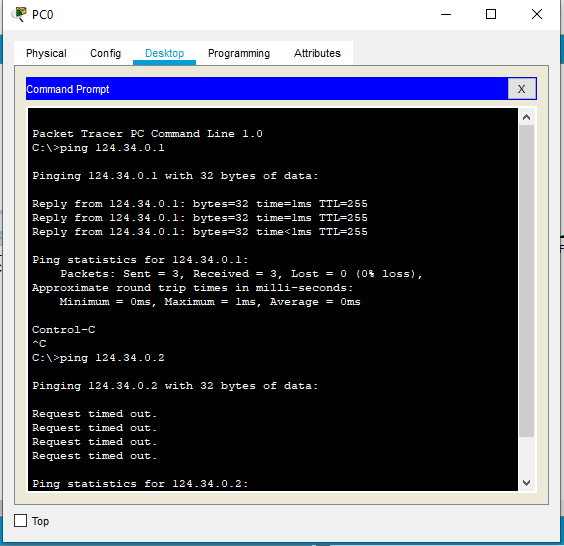 PC0
Physical Config Desktop Programming Attributes
Command Prompt
X
Packet Tracer PC Command Line 1.0
C:\>ping 124.34.0.1
Pinging 124.34.0.1 with 32 bytes of data:
Reply from 124.34.0.1: bytes=32 time=1ms TTL=255
Reply from 124.34.0.1: bytes=32 time=1ms TTL=255
Reply from 124.34.0.1: bytes=32 time<1ms TTL=255
Ping statistics for 124.34.0.1:
Packets: Sent = 3, Received = 3, Lost = 0 (0% loss),
Approximate round trip times in milli-seconds:
Minimum = 0ms, Maximum = 1ms, Average = 0ms
Control-C
^C
C:\>ping 124.34.0.2
Pinging 124.34.0.2 with 32 bytes of data:
Request timed out.
Request timed out.
Request timed out.
Request timed out.
Ping statistics for 124.34.0.2:
Top